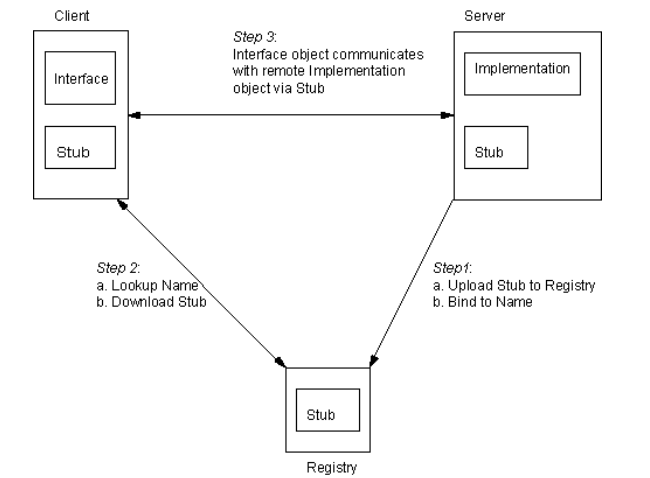 Client
Server
Step 3:
Interface object communicates
with remote Implementation
object via Stub
Interface
Implementation
Stub
Stub
Step 2:
a. Lookup Name
b. Download Stub
Step1:
a. Upload Stub to Registry
b. Bind to Name
Stub
Registry